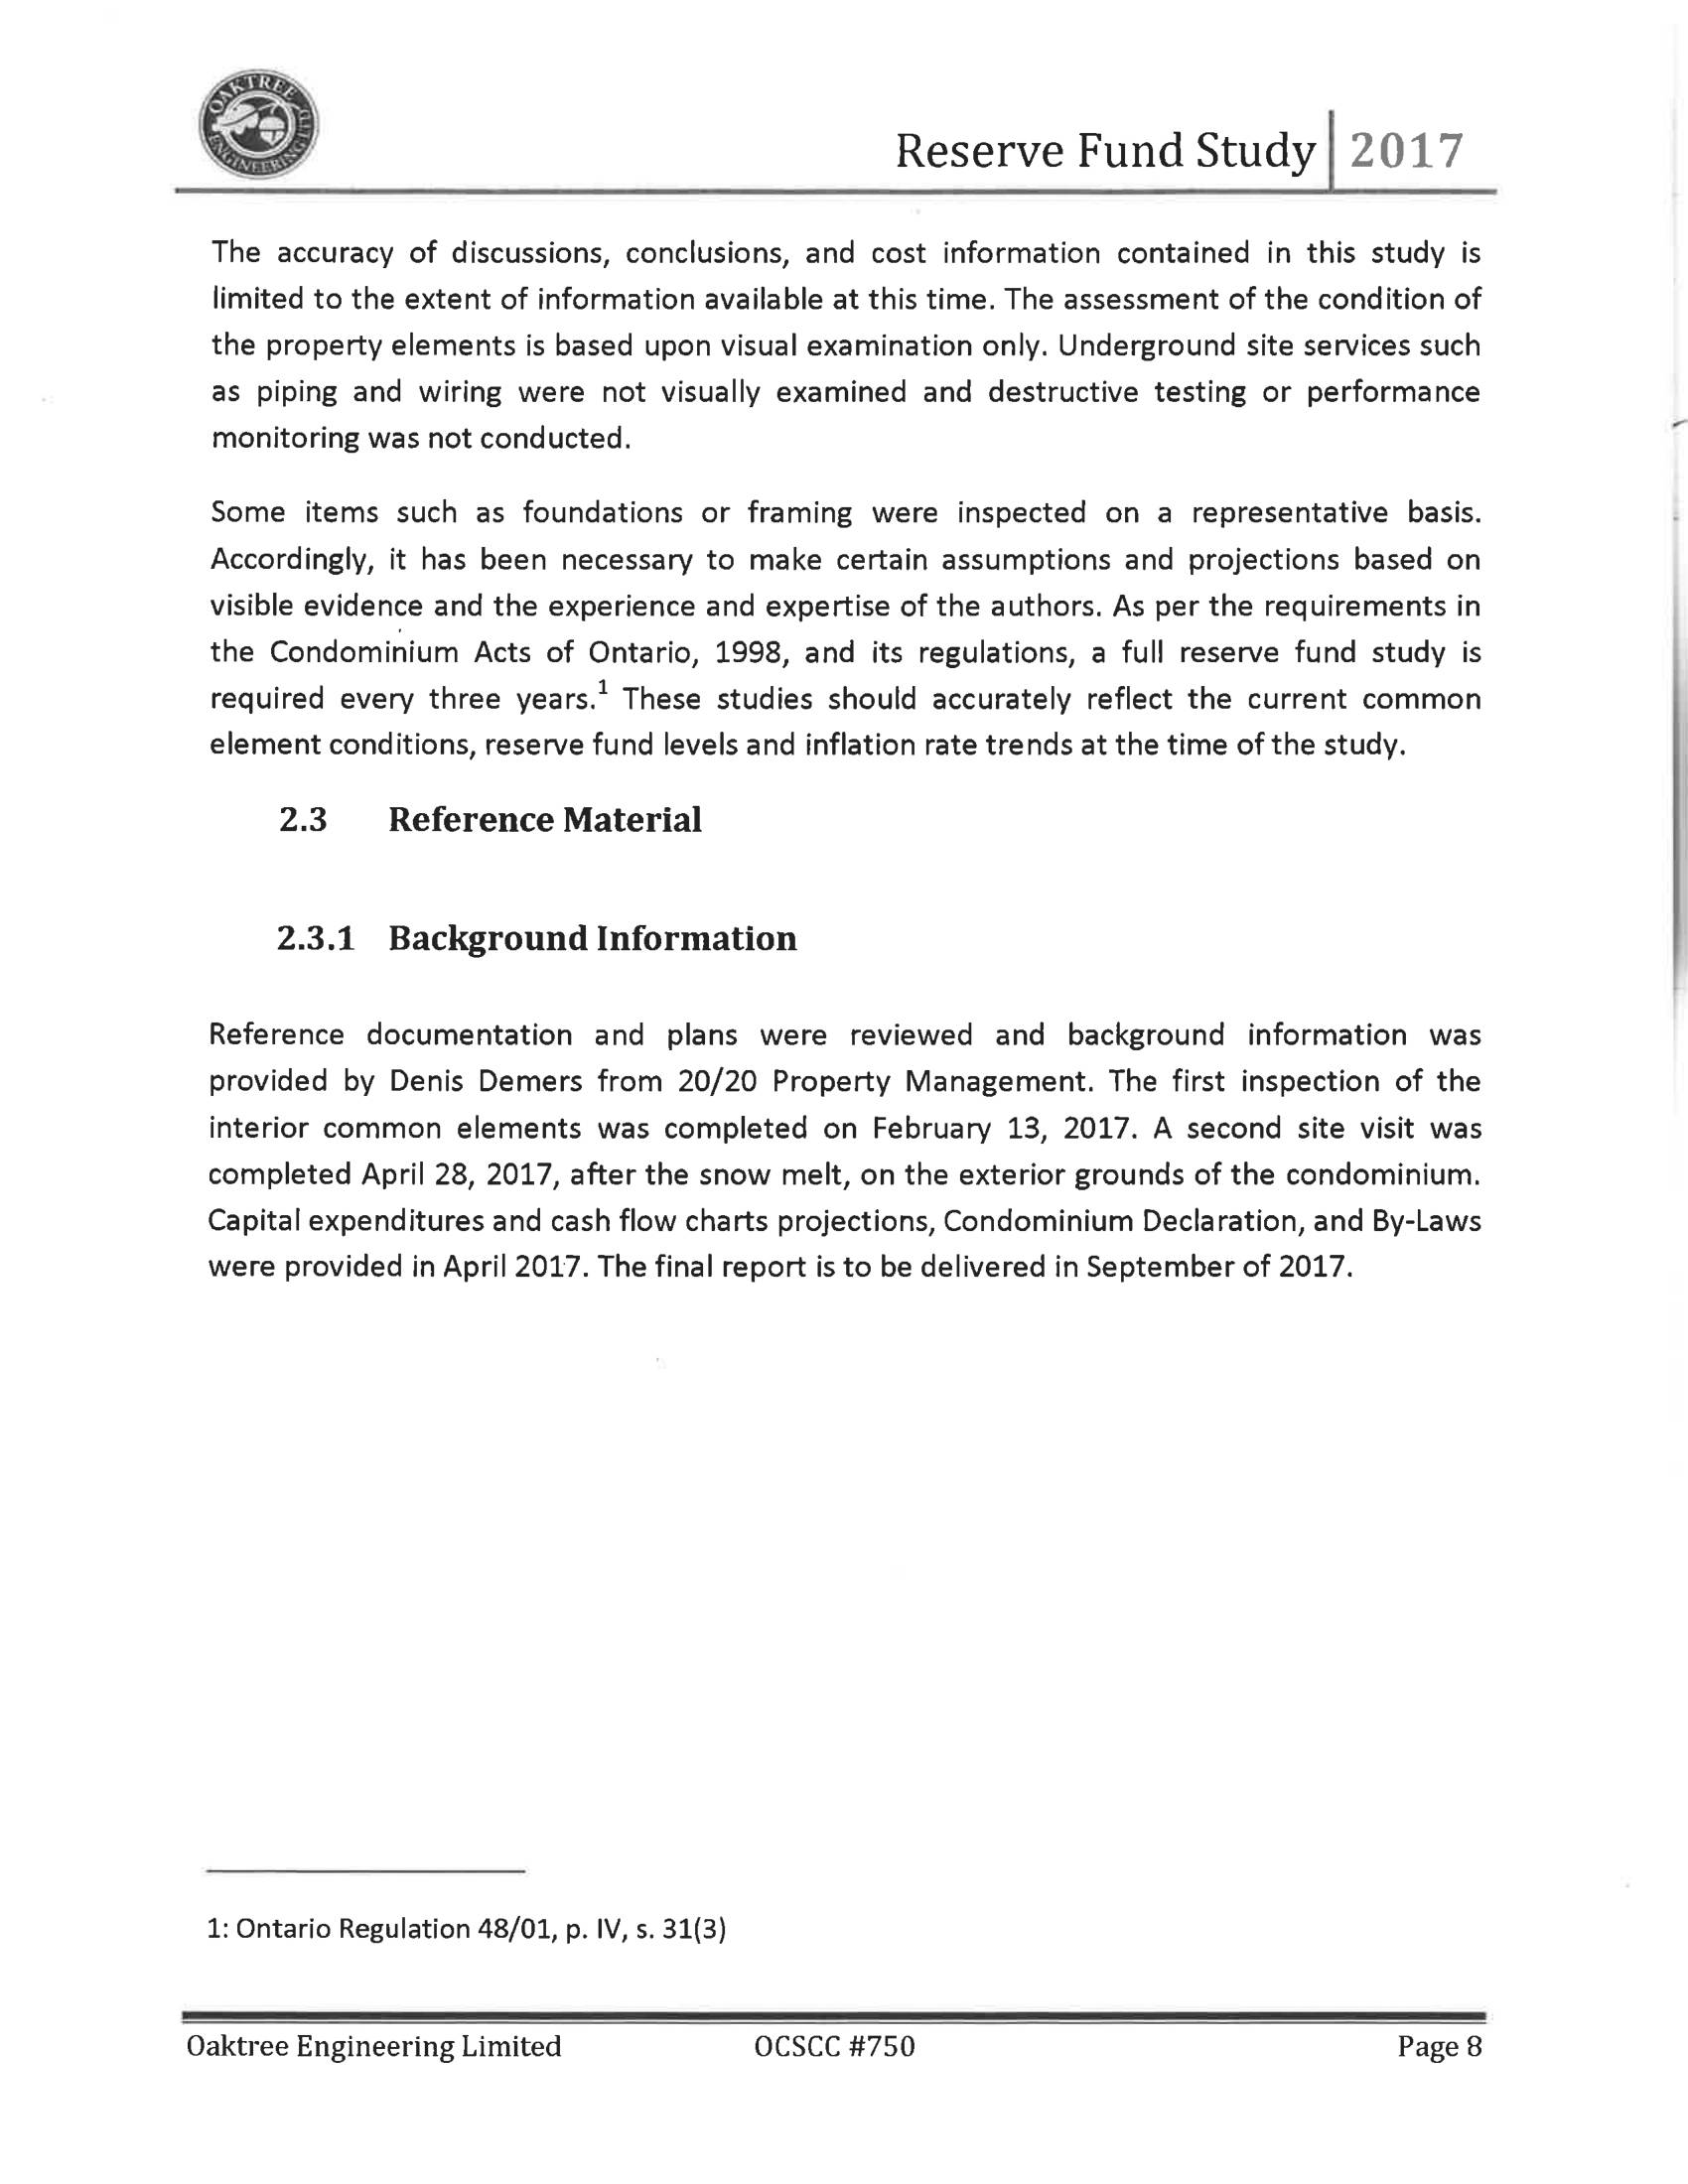 OAKTREE
ENGINEERING LTD
Reserve Fund Study 2017
The accuracy of discussions, conclusions, and cost information contained in this study is
limited to the extent of information available at this time. The assessment of the condition of
the property elements is based upon visual examination only. Underground site services such
as piping and wiring were not visually examined and destructive testing or performance
monitoring was not conducted.
Some items such as foundations or framing were inspected on a representative basis.
Accordingly, it has been necessary to make certain assumptions and projections based on
visible evidence and the experience and expertise of the authors. As per the requirements in
the Condominium Acts of Ontario, 1998, and its regulations, a full reserve fund study is
required every three years.¹ These studies should accurately reflect the current common
element conditions, reserve fund levels and inflation rate trends at the time of the study.
2.3 Reference Material
2.3.1 Background Information
Reference documentation and plans were reviewed and background information was
provided by Denis Demers from 20/20 Property Management. The first inspection of the
interior common elements was completed on February 13, 2017. A second site visit was
completed April 28, 2017, after the snow melt, on the exterior grounds of the condominium.
Capital expenditures and cash flow charts projections, Condominium Declaration, and By-Laws
were provided in April 2017. The final report is to be delivered in September of 2017.
1: Ontario Regulation 48/01, p. IV, s. 31(3)
Oaktree Engineering Limited OCSCC #750 Page 8